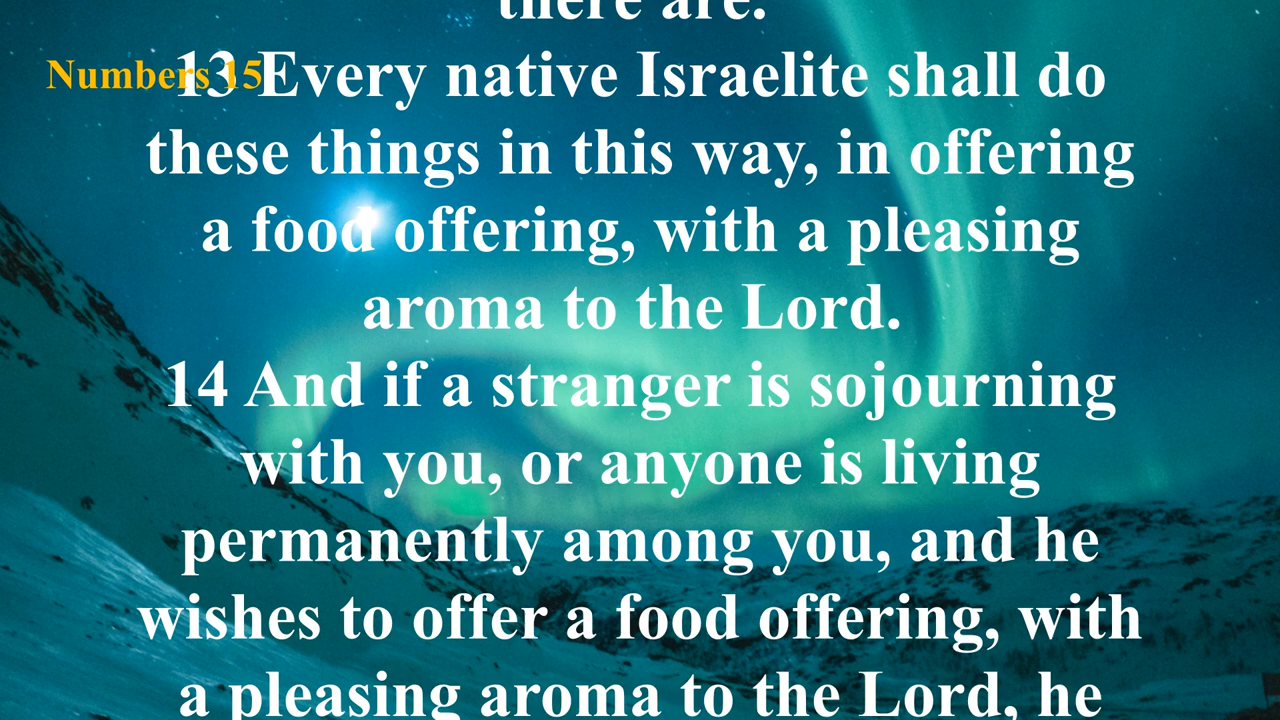 there are.
Numbers 15
13 Every native Israelite shall do
these things in this way, in offering
a food offering, with a pleasing
aroma to the Lord.
14 And if a stranger is sojourning
with you, or anyone is living
permanently among you, and he
wishes to offer a food offering, with
a pleasing aroma to the Lord, he